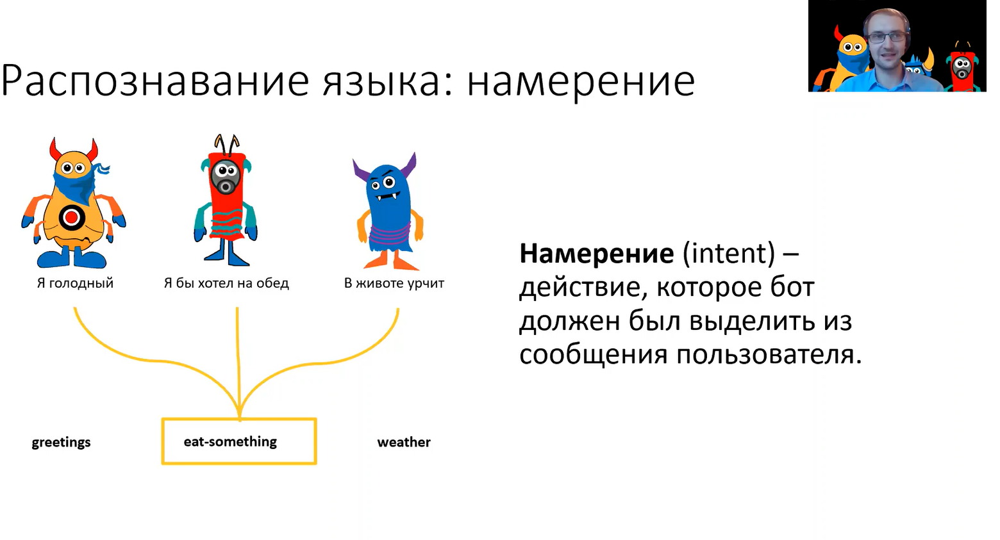 Распознавание языка: намерение
Я голодный
Я бы хотел на обед
В животе урчит
greetings
eat-something
weather
Намерение (intent) –
действие, которое бот
должен был выделить из
сообщения пользователя.